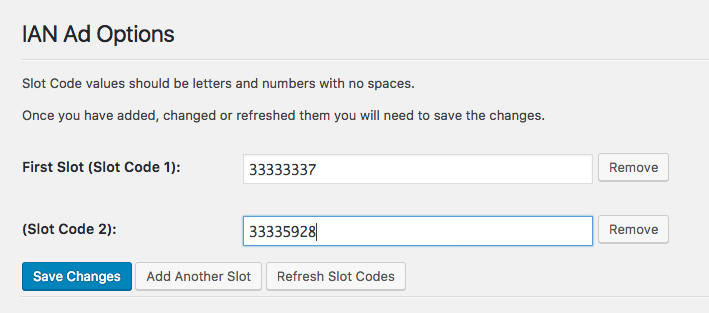 IAN Ad Options
Slot Code values should be letters and numbers with no spaces.
Once you have added, changed or refreshed them you will need to save the changes.
First Slot (Slot Code 1): 33333337 Remove
(Slot Code 2): 33335928 Remove
Save Changes Add Another Slot Refresh Slot Codes